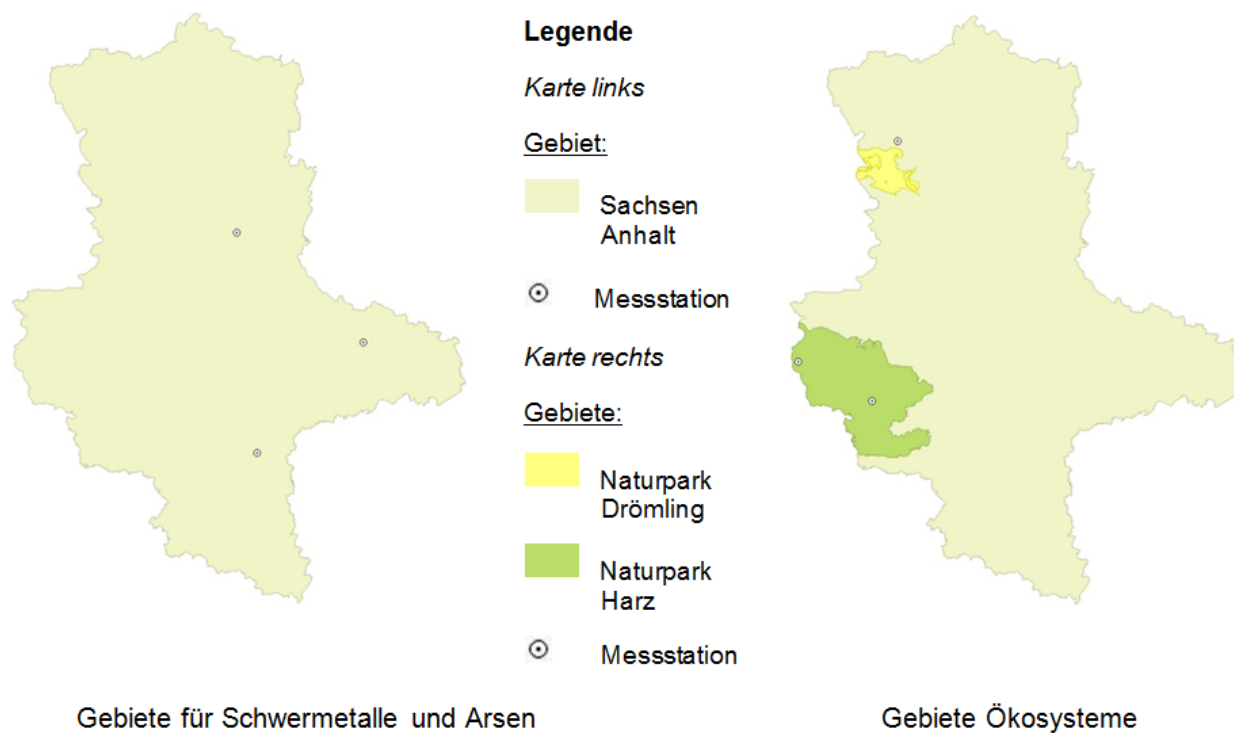 Legende
Karte links
Gebiet:
Sachsen
Anhalt
Messstation
Karte rechts
Gebiete:
Naturpark
Drömling
Naturpark
Harz
Messstation
Gebiete für Schwermetalle und Arsen
Gebiete Ökosysteme